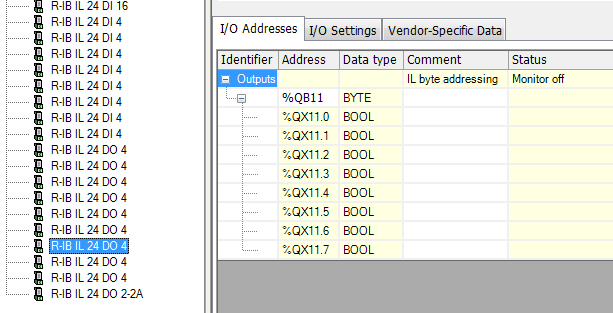 R-IB IL 24 DI 16
R-IB IL 24 DI 4
R-IB IL 24 DI 4
R-IB IL 24 DI 4
R-IB IL 24 DI 4
R-IB IL 24 DI 4
R-IB IL 24 DI 4
R-IB IL 24 DI 4
R-IB IL 24 DI 4
R-IB IL 24 DO 4
R-IB IL 24 DO 4
R-IB IL 24 DO 4
R-IB IL 24 DO 4
R-IB IL 24 DO 4
R-IB IL 24 DO 4
R-IB IL 24 DO 4
R-IB IL 24 DO 4
R-IB IL 24 DO 4
R-IB IL 24 DO 2-2A
I/O Addresses I/O Settings Vendor-Specific Data
Identifier Address Data type Comment Status
Outputs IL byte addressing Monitor off
%QB11 BYTE
%QX11.0 BOOL
%QX11.1 BOOL
%QX11.2 BOOL
%QX11.3 BOOL
%QX11.4 BOOL
%QX11.5 BOOL
%QX11.6 BOOL
%QX11.7 BOOL